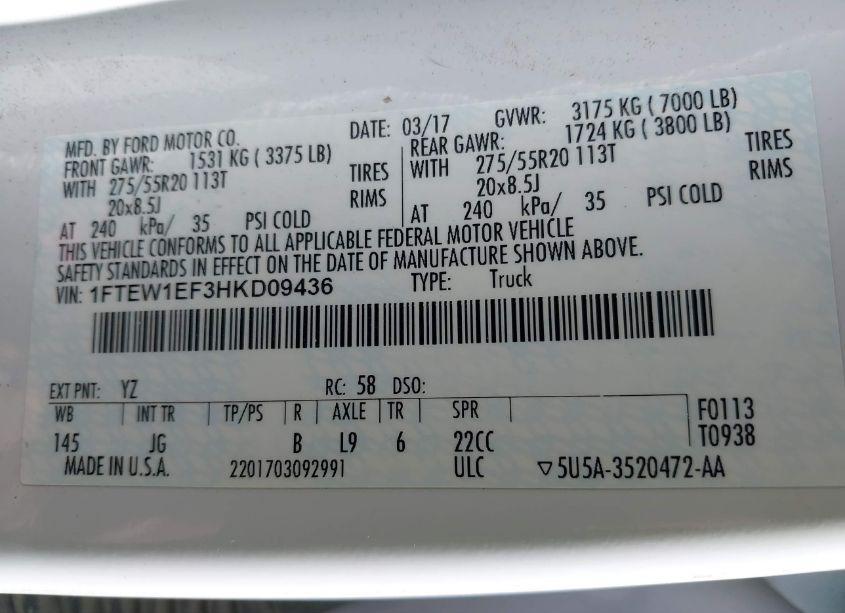 MFD. BY FORD MOTOR CO. DATE: 03/17 GVWR: 3175 KG ( 7000 LB)
FRONT GAWR: 1531 KG ( 3375 LB) REAR GAWR: 1724 KG ( 3800 LB)
WITH 275/55R20 113T TIRES WITH 275/55R20 113T TIRES
20x8.5J RIMS 20x8.5J RIMS
AT 240 kPa/ 35 PSI COLD AT 240 kPa/ 35 PSI COLD
THIS VEHICLE CONFORMS TO ALL APPLICABLE FEDERAL MOTOR VEHICLE
SAFETY STANDARDS IN EFFECT ON THE DATE OF MANUFACTURE SHOWN ABOVE.
VIN: 1FTEW1EF3HKD09436 TYPE: Truck
EXT PNT: YZ RC: 58 DSO:
WB INT TR TP/PS R AXLE TR SPR F0113
145 JG B L9 6 22CC T0938
MADE IN U.S.A. 2201703092991 ULC ▽5U5A-3520472-AA